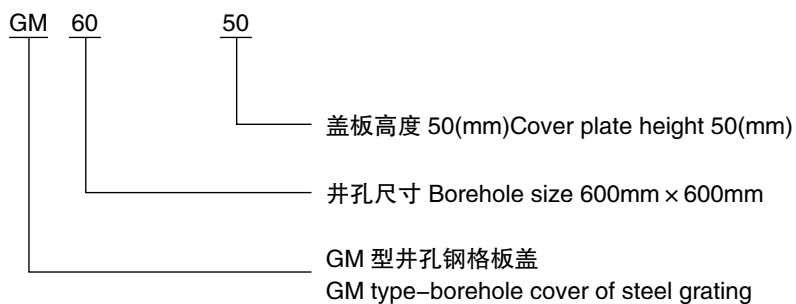 GM 60 50
盖板高度 50(mm)Cover plate height 50(mm)
井孔尺寸 Borehole size 600mm × 600mm
GM 型井孔钢格板盖
GM type–borehole cover of steel grating